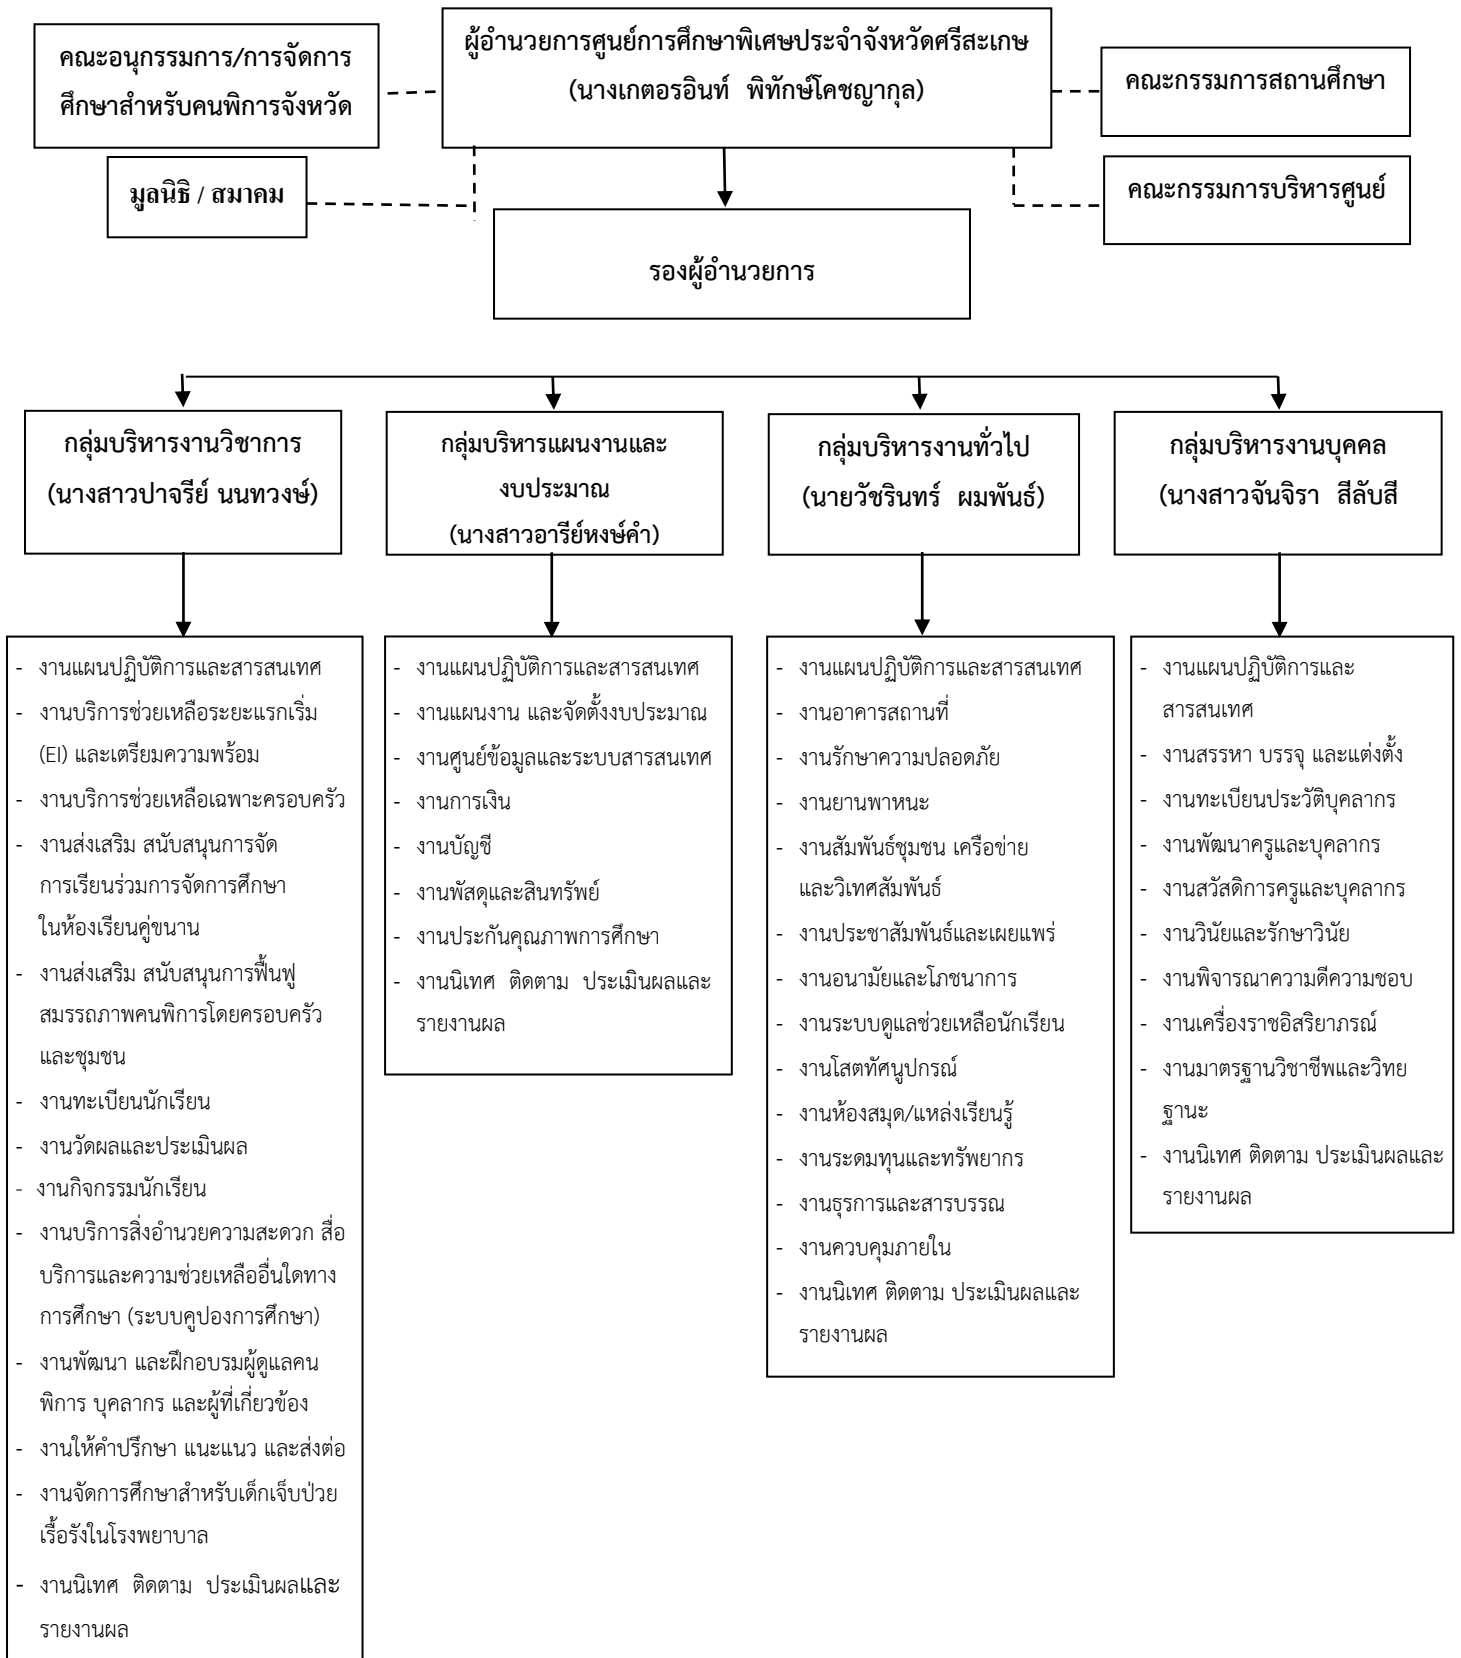 คณะอนุกรรมการ/การจัดการ
ศึกษาสำหรับคนพิการจังหวัด
ผู้อำนวยการศูนย์การศึกษาพิเศษประจำจังหวัดศรีสะเกษ
(นางเกตอรอินท์ พิทักษ์โคชญากุล)
คณะกรรมการสถานศึกษา
มูลนิธิ / สมาคม
คณะกรรมการบริหารศูนย์
รองผู้อำนวยการ
กลุ่มบริหารงานวิชาการ
(นางสาวปาจรีย์ นนทวงษ์)
กลุ่มบริหารแผนงานและ
งบประมาณ
(นางสาวอารีย์หงษ์คำ)
กลุ่มบริหารงานทั่วไป
(นายวัชรินทร์ ผมพันธ์)
กลุ่มบริหารงานบุคคล
(นางสาวจันจิรา สีลับสี
- งานแผนปฏิบัติการและสารสนเทศ
- งานบริการช่วยเหลือระยะแรกเริ่ม
(EI) และเตรียมความพร้อม
- งานบริการช่วยเหลือเฉพาะครอบครัว
- งานส่งเสริม สนับสนุนการจัด
การเรียนร่วมการจัดการศึกษา
ในห้องเรียนคู่ขนาน
- งานส่งเสริม สนับสนุนการฟื้นฟู
สมรรถภาพคนพิการโดยครอบครัว
และชุมชน
- งานทะเบียนนักเรียน
- งานวัดผลและประเมินผล
- งานกิจกรรมนักเรียน
- งานบริการสิ่งอำนวยความสะดวก สื่อ
บริการและความช่วยเหลืออื่นใดทาง
การศึกษา (ระบบคูปองการศึกษา)
- งานพัฒนา และฝึกอบรมผู้ดูแลคน
พิการ บุคลากร และผู้ที่เกี่ยวข้อง
- งานให้คำปรึกษา แนะแนว และส่งต่อ
- งานจัดการศึกษาสำหรับเด็กเจ็บป่วย
เรื้อรังในโรงพยาบาล
- งานนิเทศ ติดตาม ประเมินผลและ
รายงานผล
- งานแผนปฏิบัติการและสารสนเทศ
- งานแผนงาน และจัดตั้งงบประมาณ
- งานศูนย์ข้อมูลและระบบสารสนเทศ
- งานการเงิน
- งานบัญชี
- งานพัสดุและสินทรัพย์
- งานประกันคุณภาพการศึกษา
- งานนิเทศ ติดตาม ประเมินผลและ
รายงานผล
- งานแผนปฏิบัติการและสารสนเทศ
- งานอาคารสถานที่
- งานรักษาความปลอดภัย
- งานยานพาหนะ
- งานสัมพันธ์ชุมชน เครือข่าย
และวิเทศสัมพันธ์
- งานประชาสัมพันธ์และเผยแพร่
- งานอนามัยและโภชนาการ
- งานระบบดูแลช่วยเหลือนักเรียน
- งานโสตทัศนูปกรณ์
- งานห้องสมุด/แหล่งเรียนรู้
- งานระดมทุนและทรัพยากร
- งานธุรการและสารบรรณ
- งานควบคุมภายใน
- งานนิเทศ ติดตาม ประเมินผลและ
รายงานผล
- งานแผนปฏิบัติการและ
สารสนเทศ
- งานสรรหา บรรจุ และแต่งตั้ง
- งานทะเบียนประวัติบุคลากร
- งานพัฒนาครูและบุคลากร
- งานสวัสดิการครูและบุคลากร
- งานวินัยและรักษาวินัย
- งานพิจารณาความดีความชอบ
- งานเครื่องราชอิสริยาภรณ์
- งานมาตรฐานวิชาชีพและวิทย
ฐานะ
- งานนิเทศ ติดตาม ประเมินผลและ
รายงานผล